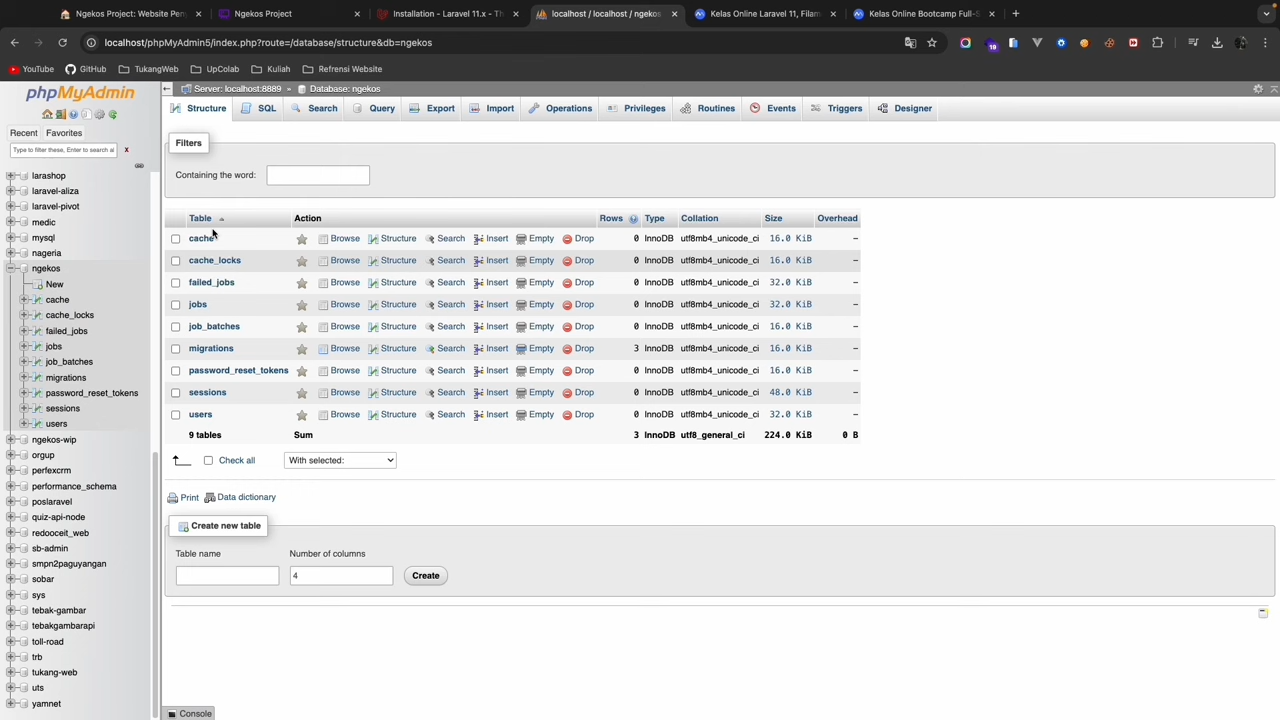 Ngekos Project: Website Pen
Ngekos Project
Installation - Laravel 11.x - Th
localhost / localhost / ngekos
Kelas Online Laravel 11, Filam
Kelas Online Bootcamp Full-S
localhost/phpMyAdmin5/index.php?route=/database/structure&db=ngekos
19
YouTube
GitHub
TukangWeb
UpColab
Kuliah
Refrensi Website
phpMyAdmin
Recent
Favorites
Type to filter these, Enter to search al
X
larashop
laravel-aliza
laravel-pivot
medic
mysql
nageria
ngekos
New
cache
cache_locks
failed_jobs
jobs
job_batches
migrations
password_reset_tokens
sessions
users
ngekos-wip
orgup
perfexcrm
performance_schema
poslaravel
quiz-api-node
redooceit_web
sb-admin
smpn2paguyangan
sobar
sys
tebak-gambar
tebakgambarapi
toll-road
trb
tukang-web
uts
yamnet
Server: localhost:8889 » Database: ngekos
Structure
SQL
Search
Query
Export
Import
Operations
Privileges
Routines
Events
Triggers
Designer
Filters
Containing the word:
Table Action Rows Type Collation Size Overhead
cache Browse Structure Search Insert Empty Drop 0 InnoDB utf8mb4_unicode_ci 16.0 KiB –
cache_locks Browse Structure Search Insert Empty Drop 0 InnoDB utf8mb4_unicode_ci 16.0 KiB –
failed_jobs Browse Structure Search Insert Empty Drop 0 InnoDB utf8mb4_unicode_ci 32.0 KiB –
jobs Browse Structure Search Insert Empty Drop 0 InnoDB utf8mb4_unicode_ci 32.0 KiB –
job_batches Browse Structure Search Insert Empty Drop 0 InnoDB utf8mb4_unicode_ci 16.0 KiB –
migrations Browse Structure Search Insert Empty Drop 3 InnoDB utf8mb4_unicode_ci 16.0 KiB –
password_reset_tokens Browse Structure Search Insert Empty Drop 0 InnoDB utf8mb4_unicode_ci 16.0 KiB –
sessions Browse Structure Search Insert Empty Drop 0 InnoDB utf8mb4_unicode_ci 48.0 KiB –
users Browse Structure Search Insert Empty Drop 0 InnoDB utf8mb4_unicode_ci 32.0 KiB –
9 tables Sum 3 InnoDB utf8_general_ci 224.0 KiB 0 B
Check all
With selected:
Print
Data dictionary
Create new table
Table name
Number of columns
4
Create
Console